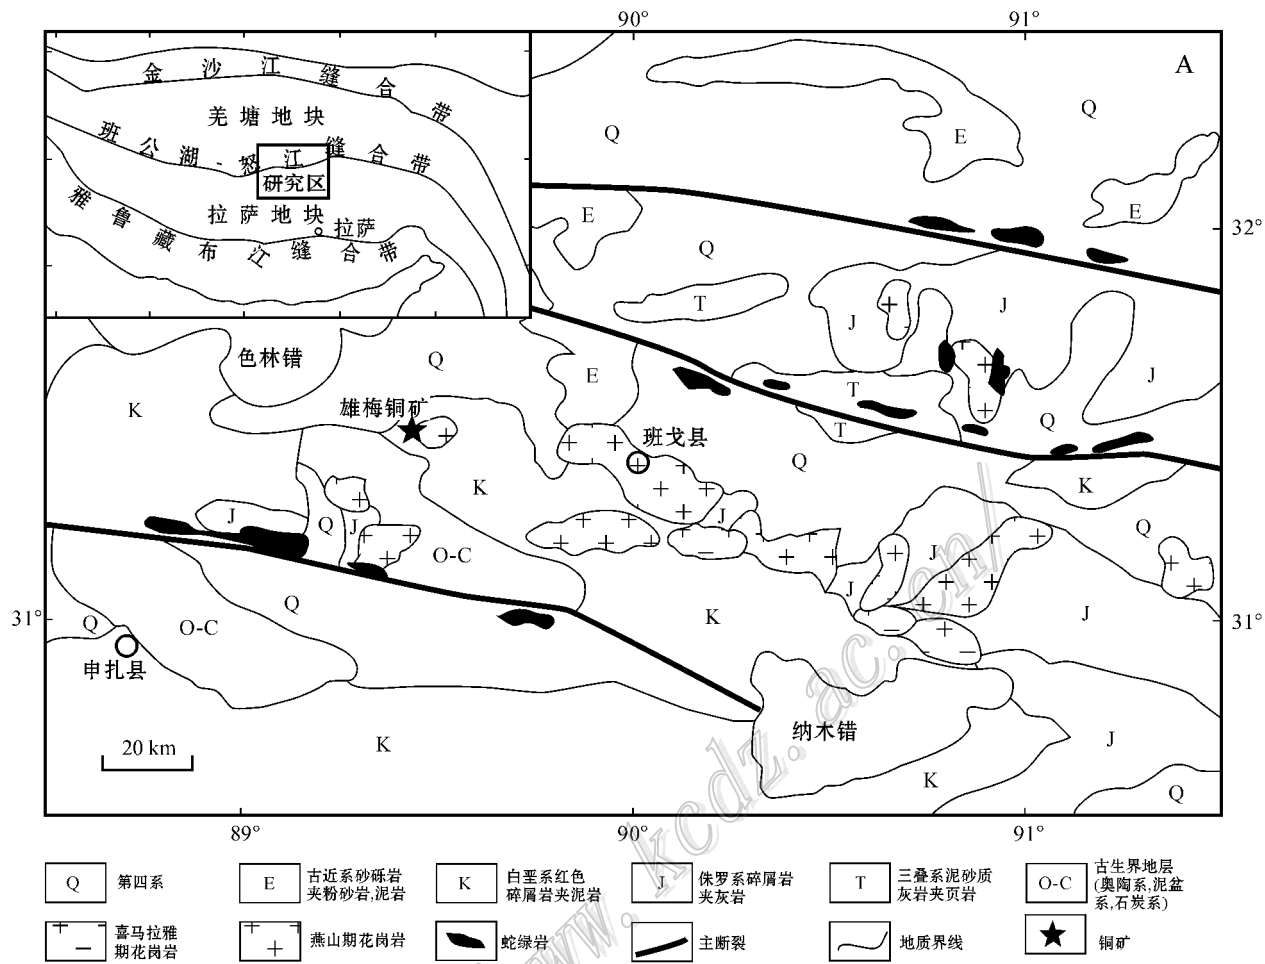 90°
91°
A
金沙江缝合带
羌塘地块
班公湖-怒江缝合带
研究区
拉萨地块
拉萨
雅鲁藏布江缝合带
Q
Q
E
E
E
32°
32°
Q
T
J
J
J
色林错
Q
E
T
K
雄梅铜矿
T
Q
班戈县
Q
K
K
J
Q
J
J
Q
O-C
J
J
31°
31°
Q
O-C
Q
K
J
申扎县
纳木错
20 km
K
J
K
Q
89°
90°
91°
Q 第四系
E 古近系砂砾岩
夹粉砂岩,泥岩
K 白垩系红色
碎屑岩夹泥岩
J 侏罗系碎屑岩
夹灰岩
T 三叠系泥砂质
灰岩夹页岩
O-C 古生界地层
(奥陶系,泥盆
系,石炭系)
喜马拉雅
期花岗岩
燕山期花岗岩
蛇绿岩
主断裂
地质界线
铜矿
www.kcdz.ac.cn/